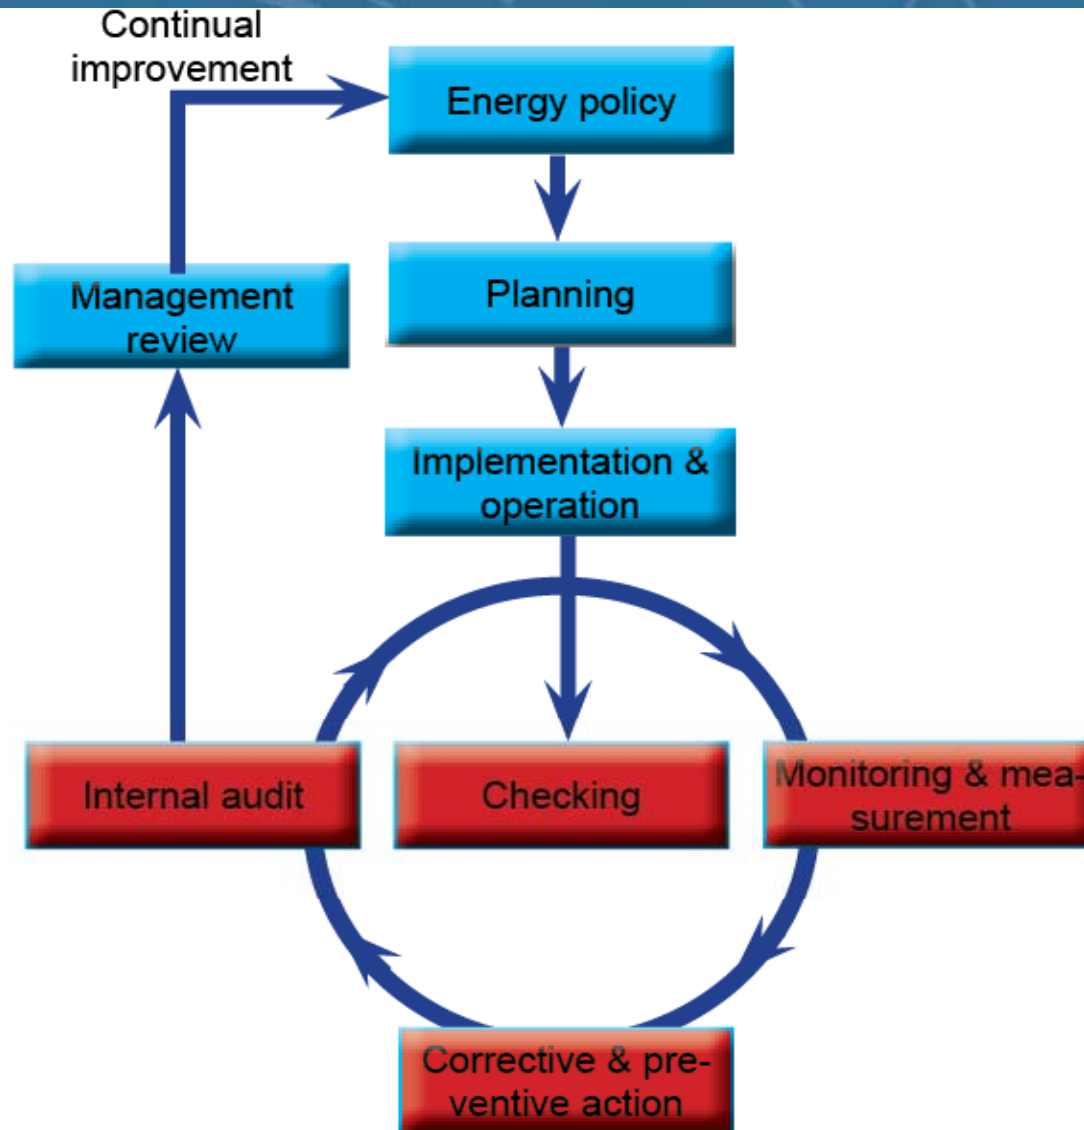 Continual
improvement
Energy policy
Planning
Management
review
Implementation &
operation
Internal audit
Checking
Monitoring & mea-
surement
Corrective & pre-
ventive action